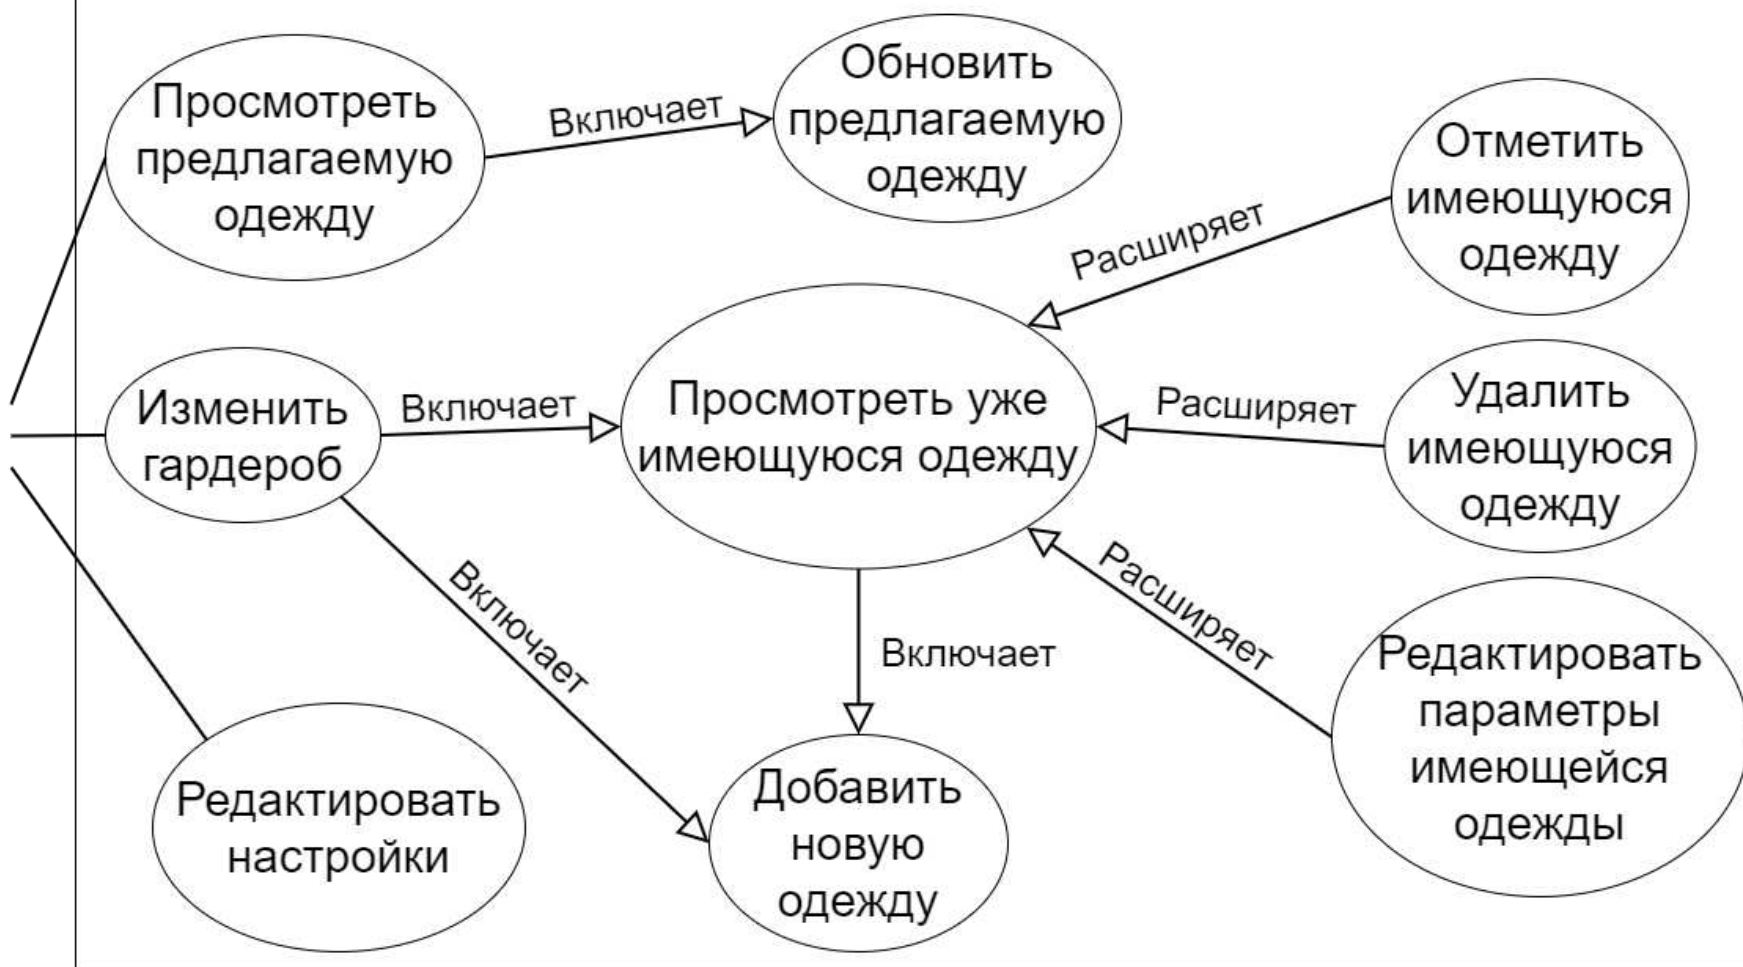 Просмотреть
предлагаемую
одежду
Включает
Обновить
предлагаемую
одежду
Отметить
имеющуюся
одежду
Расширяет
Изменить
гардероб
Включает
Просмотреть уже
имеющуюся одежду
Расширяет
Удалить
имеющуюся
одежду
Включает
Включает
Расширяет
Редактировать
параметры
имеющейся
одежды
Редактировать
настройки
Добавить
новую
одежду